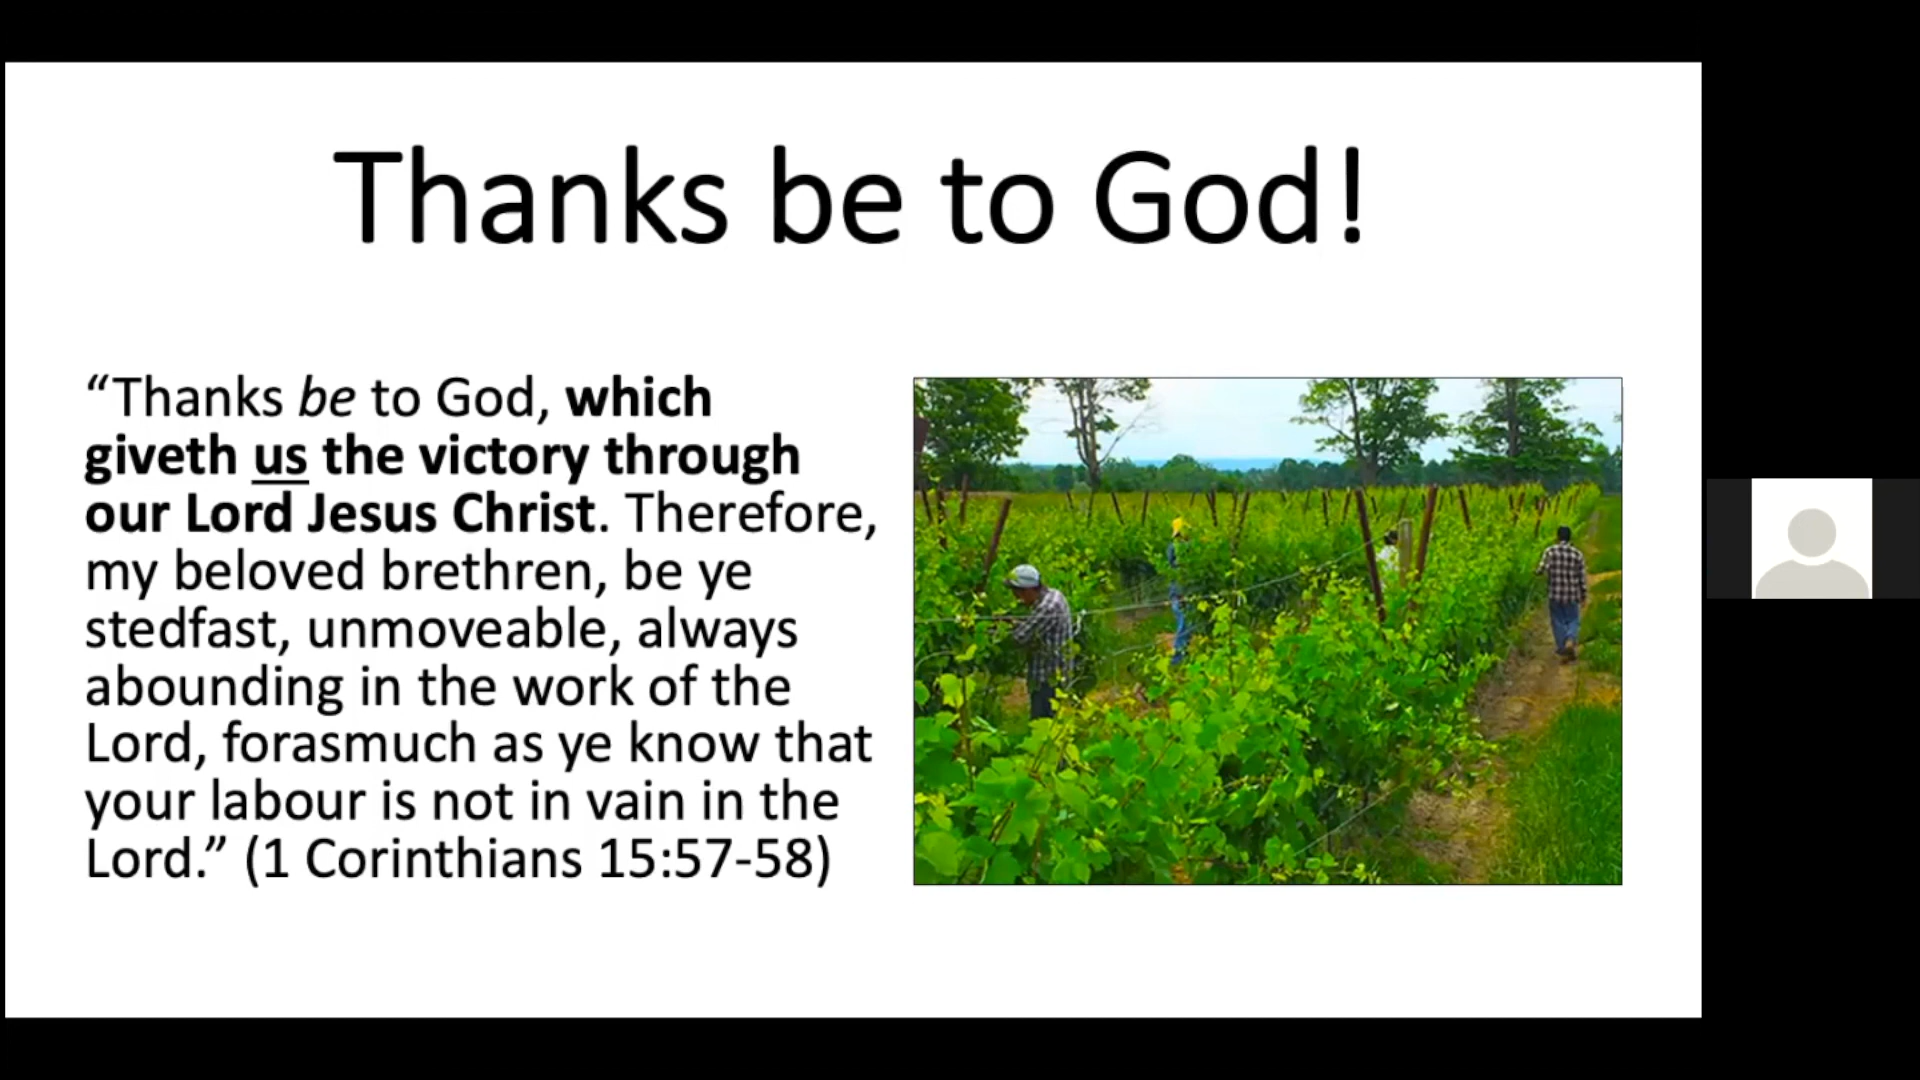 Thanks be to God!
“Thanks be to God, which
giveth us the victory through
our Lord Jesus Christ. Therefore,
my beloved brethren, be ye
stedfast, unmoveable, always
abounding in the work of the
Lord, forasmuch as ye know that
your labour is not in vain in the
Lord.” (1 Corinthians 15:57-58)